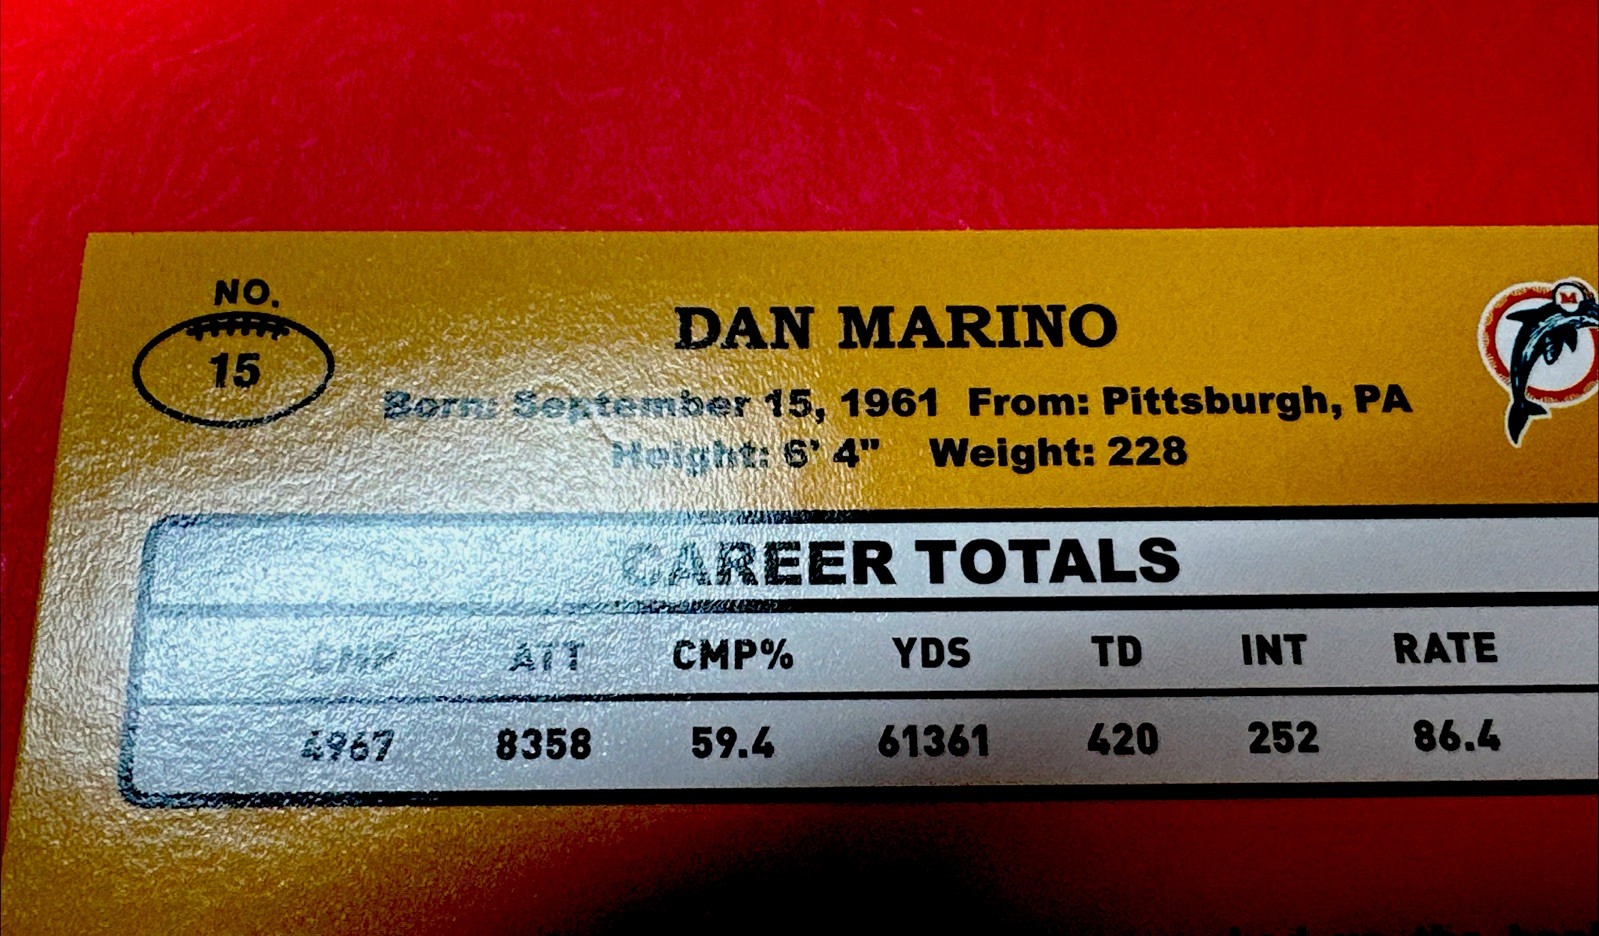 NO.
15
DAN MARINO
Born: September 15, 1961 From: Pittsburgh, PA
Height: 6' 4" Weight: 228
M
CAREER TOTALS
CMP ATT CMP% YDS TD INT RATE
4967 8358 59.4 61361 420 252 86.4